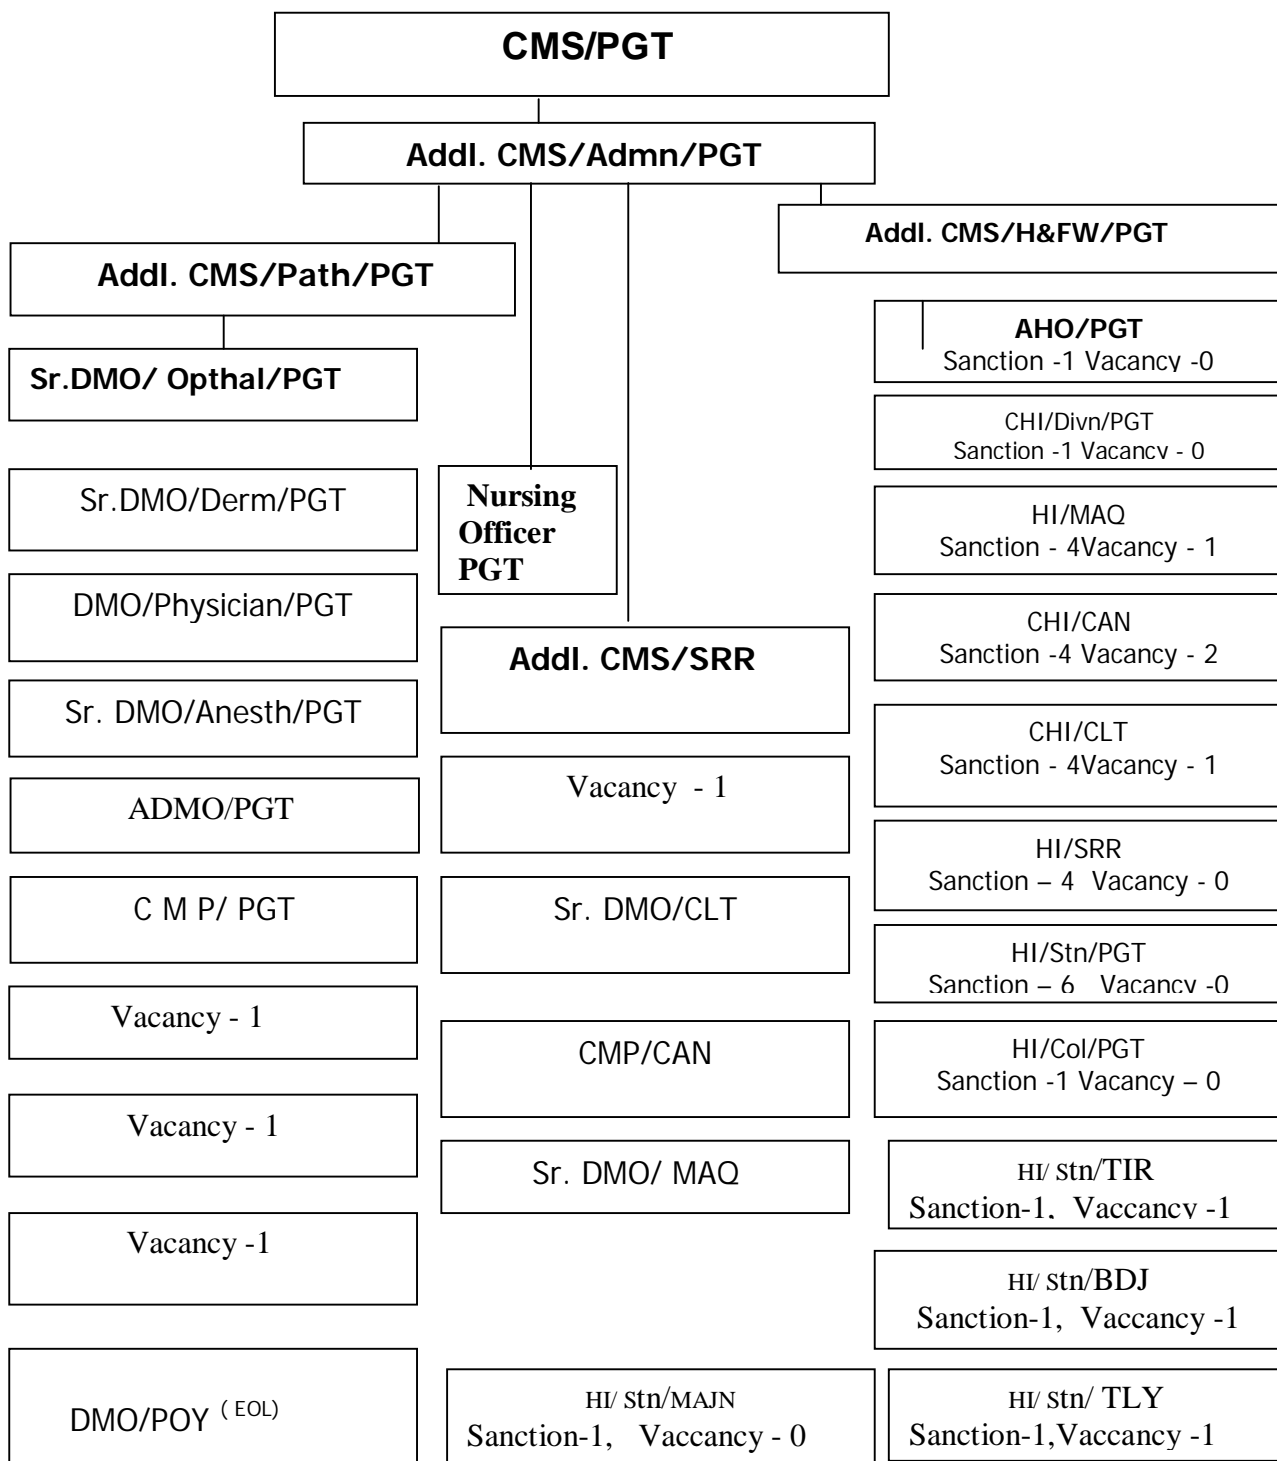 CMS/PGT
Addl. CMS/Admn/PGT
Addl. CMS/H&FW/PGT
Addl. CMS/Path/PGT
Sr.DMO/ Opthal/PGT
Sr.DMO/Derm/PGT
DMO/Physician/PGT
Sr. DMO/Anesth/PGT
ADMO/PGT
C M P/ PGT
Vacancy - 1
Vacancy - 1
Vacancy -1
DMO/POY ( EOL)
Nursing
Officer
PGT
Addl. CMS/SRR
Vacancy - 1
Sr. DMO/CLT
CMP/CAN
Sr. DMO/ MAQ
HI/ Stn/MAJN
Sanction-1, Vaccancy - 0
AHO/PGT
Sanction -1 Vacancy -0
CHI/Divn/PGT
Sanction -1 Vacancy - 0
HI/MAQ
Sanction - 4Vacancy - 1
CHI/CAN
Sanction -4 Vacancy - 2
CHI/CLT
Sanction - 4Vacancy - 1
HI/SRR
Sanction – 4 Vacancy - 0
HI/Stn/PGT
Sanction – 6 Vacancy -0
HI/Col/PGT
Sanction -1 Vacancy – 0
HI/ Stn/TIR
Sanction-1, Vaccancy -1
HI/ Stn/BDJ
Sanction-1, Vaccancy -1
HI/ Stn/ TLY
Sanction-1,Vaccancy -1